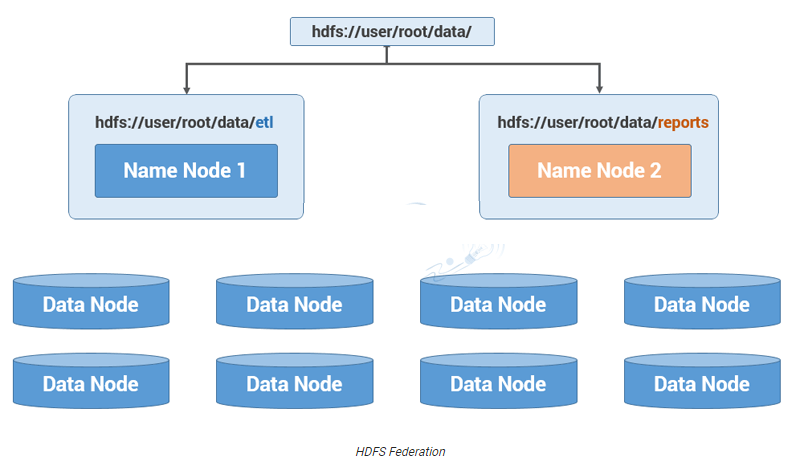 hdfs://user/root/data/
hdfs://user/root/data/etl
hdfs://user/root/data/reports
Name Node 1
Name Node 2
Data Node
Data Node
Data Node
Data Node
Data Node
Data Node
Data Node
Data Node
HDFS Federation